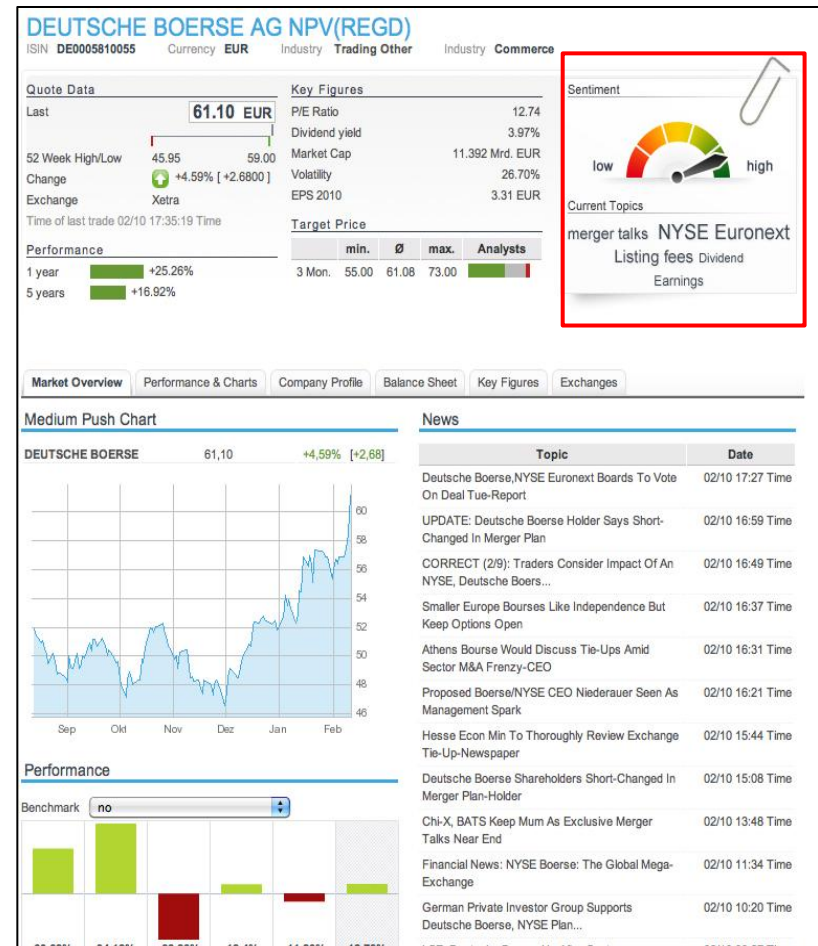 DEUTSCHE BOERSE AG NPV(REGD)
ISIN DE0005810055 Currency EUR Industry Trading Other Industry Commerce
Quote Data
Last 61.10 EUR
52 Week High/Low 45.95 59.00
Change +4.59% [ +2.6800 ]
Exchange Xetra
Time of last trade 02/10 17:35:19 Time
Performance
1 year +25.26%
5 years +16.92%
Key Figures
P/E Ratio 12.74
Dividend yield 3.97%
Market Cap 11.392 Mrd. EUR
Volatility 26.70%
EPS 2010 3.31 EUR
Target Price
min. Ø max. Analysts
3 Mon. 55.00 61.08 73.00
Sentiment
low high
Current Topics
merger talks NYSE Euronext
Listing fees Dividend
Earnings
Market Overview Performance & Charts Company Profile Balance Sheet Key Figures Exchanges
Medium Push Chart
DEUTSCHE BOERSE 61,10 +4,59% [+2,68]
60
58
56
54
52
50
48
46
Sep Okt Nov Dez Jan Feb
Performance
Benchmark no
News
Topic Date
Deutsche Boerse,NYSE Euronext Boards To Vote 02/10 17:27 Time
On Deal Tue-Report
UPDATE: Deutsche Boerse Holder Says Short- 02/10 16:59 Time
Changed In Merger Plan
CORRECT (2/9): Traders Consider Impact Of An 02/10 16:49 Time
NYSE, Deutsche Boers...
Smaller Europe Bourses Like Independence But 02/10 16:37 Time
Keep Options Open
Athens Bourse Would Discuss Tie-Ups Amid 02/10 16:31 Time
Sector M&A Frenzy-CEO
Proposed Boerse/NYSE CEO Niederauer Seen As 02/10 16:21 Time
Management Spark
Hesse Econ Min To Thoroughly Review Exchange 02/10 15:44 Time
Tie-Up-Newspaper
Deutsche Boerse Shareholders Short-Changed In 02/10 15:08 Time
Merger Plan-Holder
Chi-X, BATS Keep Mum As Exclusive Merger 02/10 13:48 Time
Talks Near End
Financial News: NYSE Boerse: The Global Mega- 02/10 11:34 Time
Exchange
German Private Investor Group Supports 02/10 10:20 Time
Deutsche Boerse, NYSE Plan...